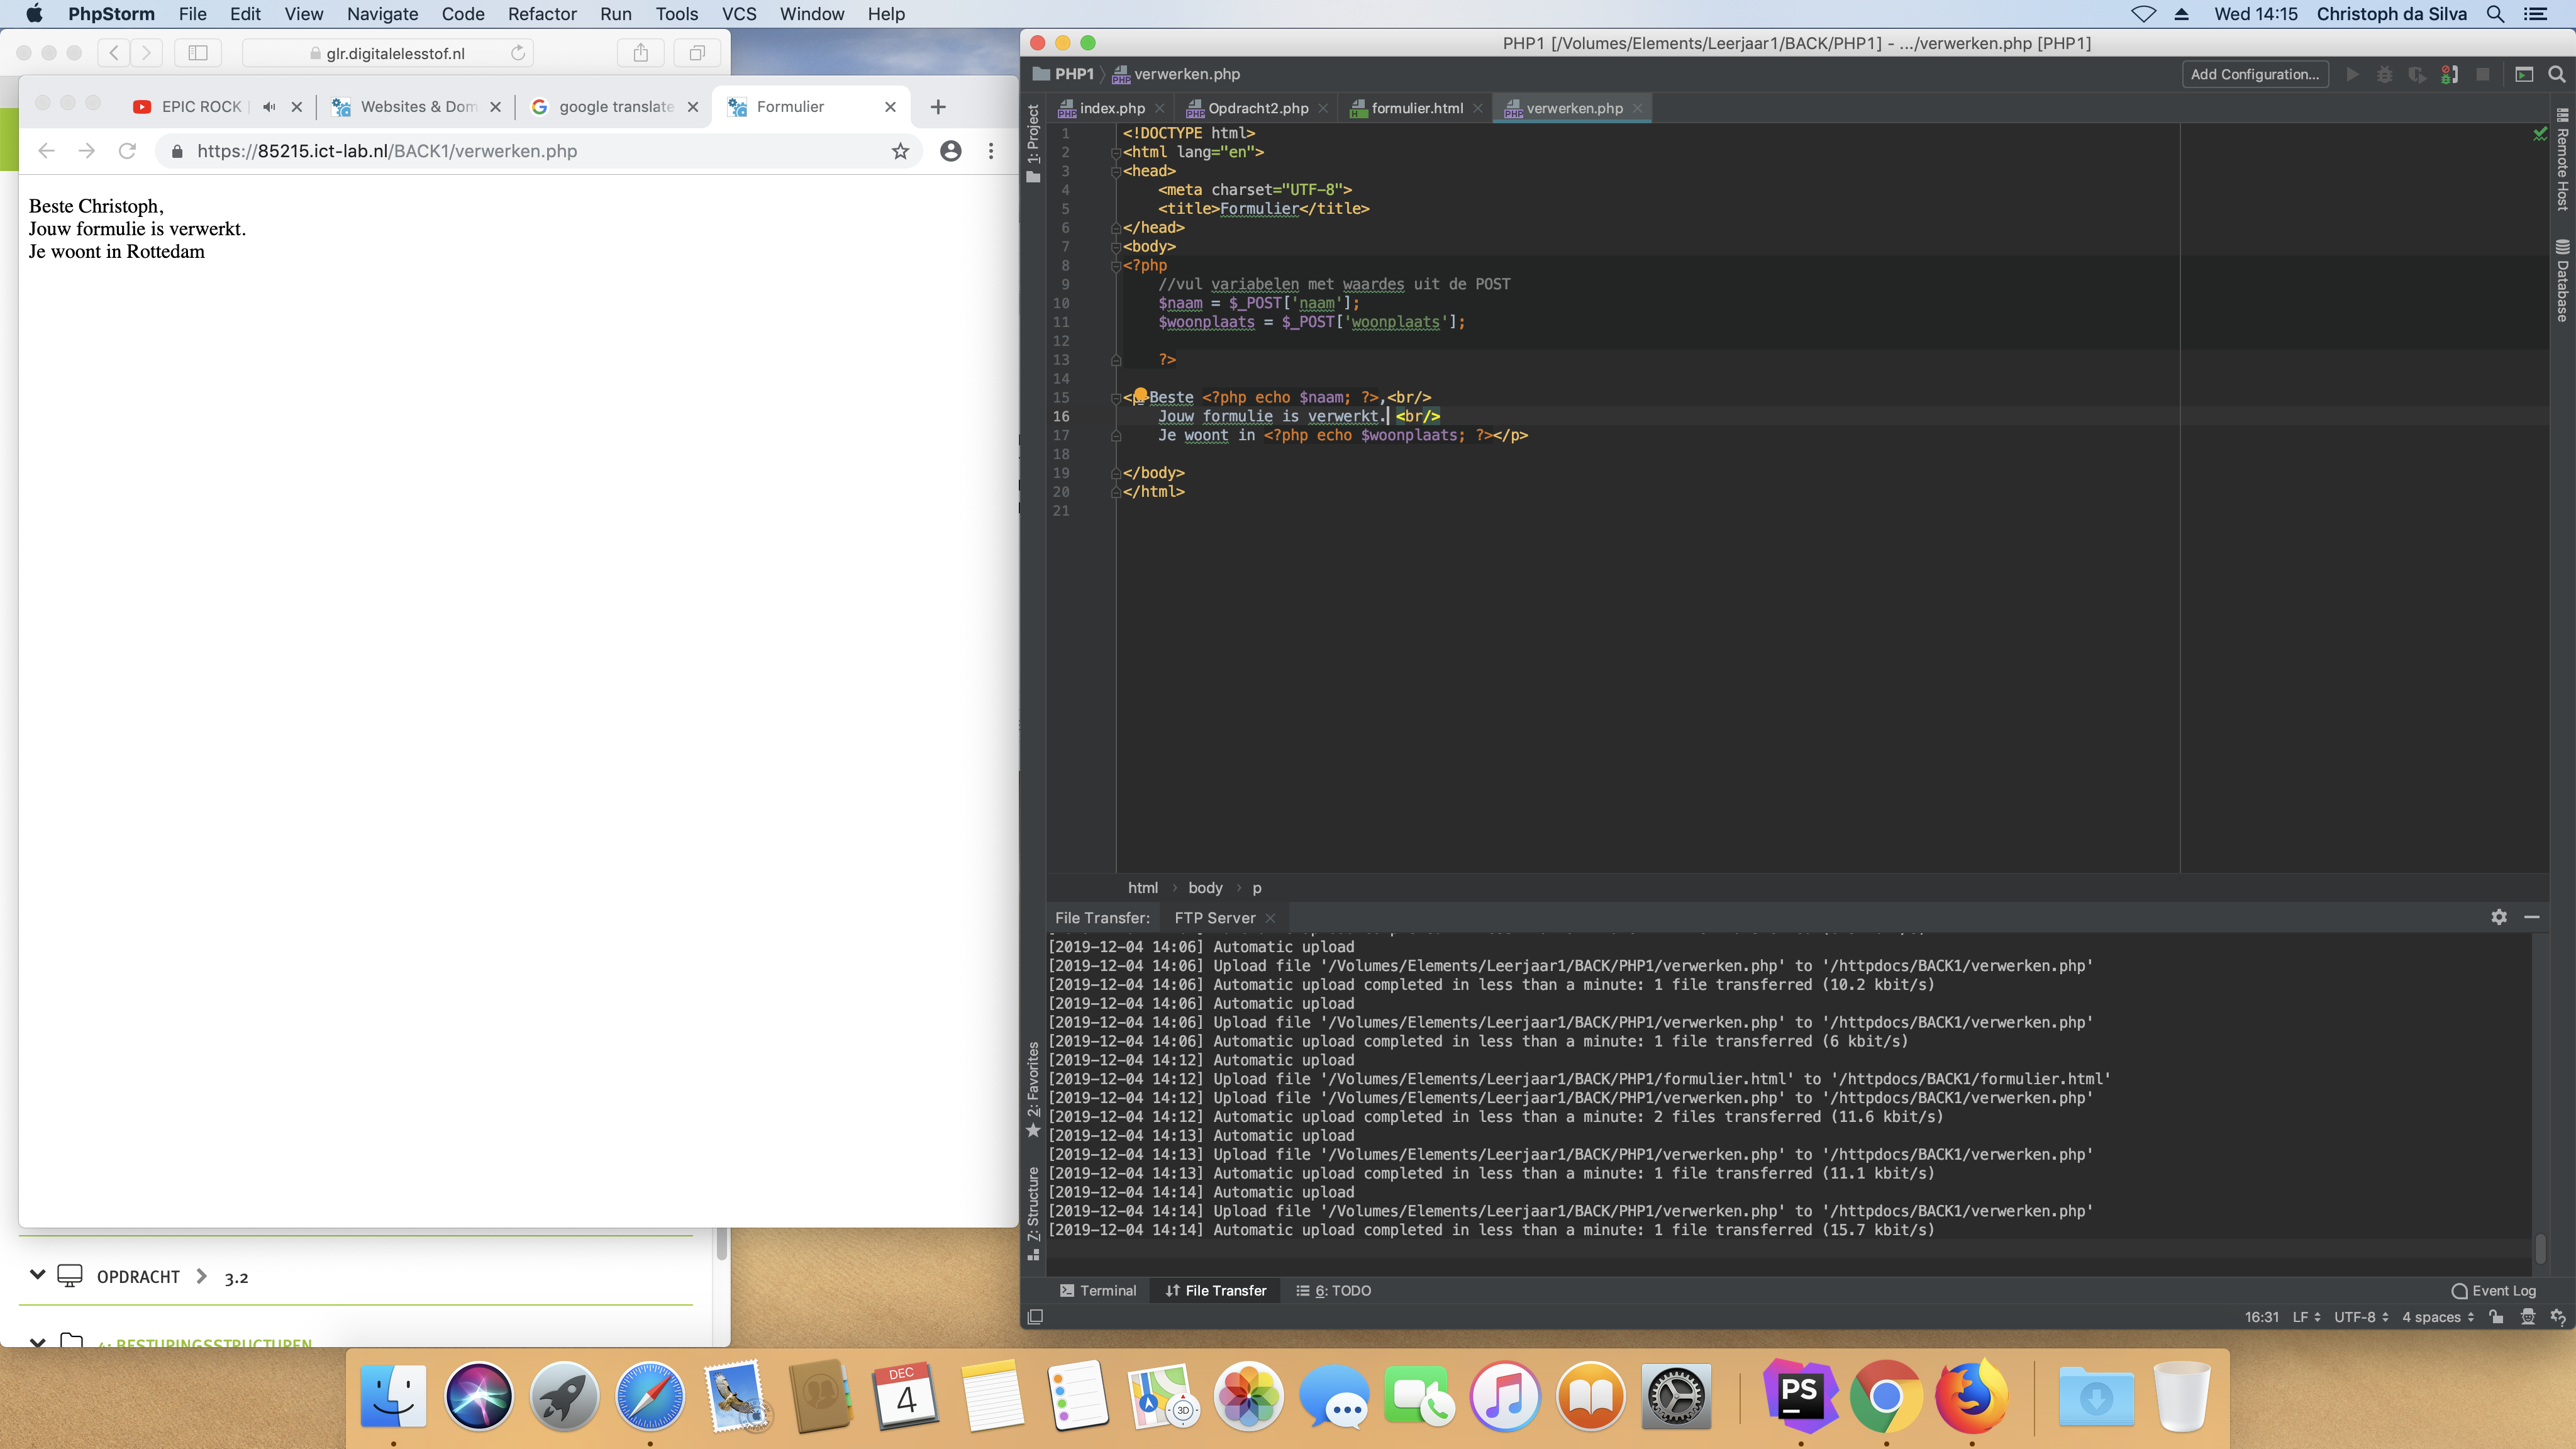 PhpStorm File Edit View Navigate Code Refactor Run Tools VCS Window Help
Wed 14:15 Christoph da Silva
glr.digitalelesstof.nl
EPIC ROCK
Websites & Dom
google translate
Formulier
https://85215.ict-lab.nl/BACK1/verwerken.php
Beste Christoph,
Jouw formulie is verwerkt.
Je woont in Rottedam
OPDRACHT > 3.2
4: BESTURINGSSTRUCTUREN
PHP1 [/Volumes/Elements/Leerjaar1/BACK/PHP1] - .../verwerken.php [PHP1]
PHP1 verwerken.php
Add Configuration...
index.php Opdracht2.php formulier.html verwerken.php
1: Project
2: Favorites
Z: Structure
Remote Host
Database
1 <!DOCTYPE html>
2 <html lang="en">
3 <head>
4 <meta charset="UTF-8">
5 <title>Formulier</title>
6 </head>
7 <body>
8 <?php
9 //vul variabelen met waardes uit de POST
10 $naam = $_POST['naam'];
11 $woonplaats = $_POST['woonplaats'];
12
13 ?>
14
15 <p>Beste <?php echo $naam; ?>,<br/>
16 Jouw formulie is verwerkt. <br/>
17 Je woont in <?php echo $woonplaats; ?></p>
18
19 </body>
20 </html>
21
html › body › p
File Transfer: FTP Server
[2019-12-04 14:06] Automatic upload
[2019-12-04 14:06] Upload file '/Volumes/Elements/Leerjaar1/BACK/PHP1/verwerken.php' to '/httpdocs/BACK1/verwerken.php'
[2019-12-04 14:06] Automatic upload completed in less than a minute: 1 file transferred (10.2 kbit/s)
[2019-12-04 14:06] Automatic upload
[2019-12-04 14:06] Upload file '/Volumes/Elements/Leerjaar1/BACK/PHP1/verwerken.php' to '/httpdocs/BACK1/verwerken.php'
[2019-12-04 14:06] Automatic upload completed in less than a minute: 1 file transferred (6 kbit/s)
[2019-12-04 14:12] Automatic upload
[2019-12-04 14:12] Upload file '/Volumes/Elements/Leerjaar1/BACK/PHP1/formulier.html' to '/httpdocs/BACK1/formulier.html'
[2019-12-04 14:12] Upload file '/Volumes/Elements/Leerjaar1/BACK/PHP1/verwerken.php' to '/httpdocs/BACK1/verwerken.php'
[2019-12-04 14:12] Automatic upload completed in less than a minute: 2 files transferred (11.6 kbit/s)
[2019-12-04 14:13] Automatic upload
[2019-12-04 14:13] Upload file '/Volumes/Elements/Leerjaar1/BACK/PHP1/verwerken.php' to '/httpdocs/BACK1/verwerken.php'
[2019-12-04 14:13] Automatic upload completed in less than a minute: 1 file transferred (11.1 kbit/s)
[2019-12-04 14:14] Automatic upload
[2019-12-04 14:14] Upload file '/Volumes/Elements/Leerjaar1/BACK/PHP1/verwerken.php' to '/httpdocs/BACK1/verwerken.php'
[2019-12-04 14:14] Automatic upload completed in less than a minute: 1 file transferred (15.7 kbit/s)
Terminal File Transfer 6: TODO
Event Log
16:31 LF UTF-8 4 spaces
DEC
4
3D
PS